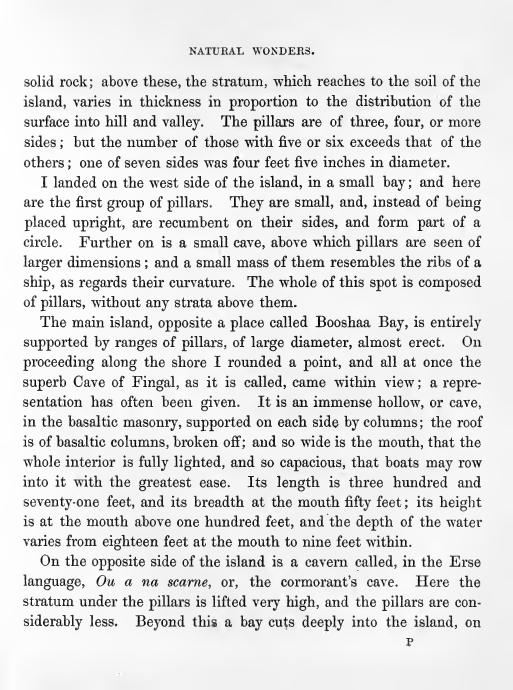 NATURAL WONDERS.
solid rock; above these, the stratum, which reaches to the soil of the
island, varies in thickness in proportion to the distribution of the
surface into hill and valley. The pillars are of three, four, or more
sides; but the number of those with five or six exceeds that of the
others; one of seven sides was four feet five inches in diameter.
I landed on the west side of the island, in a small bay; and here
are the first group of pillars. They are small, and, instead of being
placed upright, are recumbent on their sides, and form part of a
circle. Further on is a small cave, above which pillars are seen of
larger dimensions; and a small mass of them resembles the ribs of a
ship, as regards their curvature. The whole of this spot is composed
of pillars, without any strata above them.
The main island, opposite a place called Booshaa Bay, is entirely
supported by ranges of pillars, of large diameter, almost erect. On
proceeding along the shore I rounded a point, and all at once the
superb Cave of Fingal, as it is called, came within view; a repre-
sentation has often been given. It is an immense hollow, or cave,
in the basaltic masonry, supported on each side by columns; the roof
is of basaltic columns, broken off; and so wide is the mouth, that the
whole interior is fully lighted, and so capacious, that boats may row
into it with the greatest ease. Its length is three hundred and
seventy-one feet, and its breadth at the mouth fifty feet; its height
is at the mouth above one hundred feet, and the depth of the water
varies from eighteen feet at the mouth to nine feet within.
On the opposite side of the island is a cavern called, in the Erse
language, Ou a na scarne, or, the cormorant's cave. Here the
stratum under the pillars is lifted very high, and the pillars are con-
siderably less. Beyond this a bay cuts deeply into the island, on
P